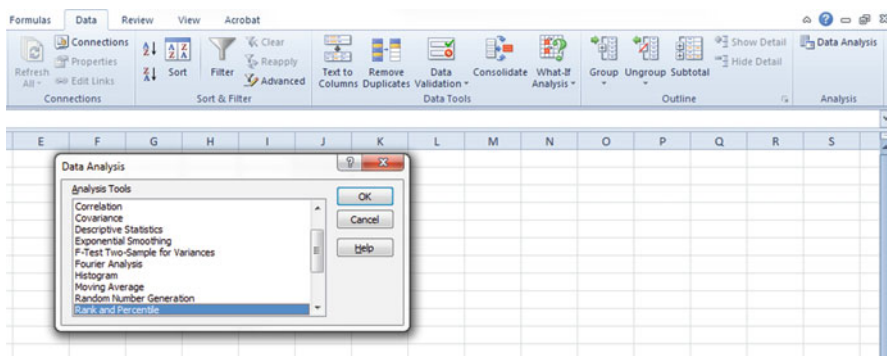 Formulas Data Review View Acrobat
Connections
Properties
Edit Links
Refresh All
Sort
Filter
Clear
Reapply
Advanced
Text to Columns
Remove Duplicates
Data Validation
Consolidate
What-If Analysis
Group
Ungroup
Subtotal
Show Detail
Hide Detail
Data Analysis
Connections Sort & Filter Data Tools Outline Analysis
E F G H I J K L M N O P Q R S
Data Analysis
Analysis Tools
Correlation
Covariance
Descriptive Statistics
Exponential Smoothing
F-Test Two-Sample for Variances
Fourier Analysis
Histogram
Moving Average
Random Number Generation
Rank and Percentile
OK
Cancel
Help